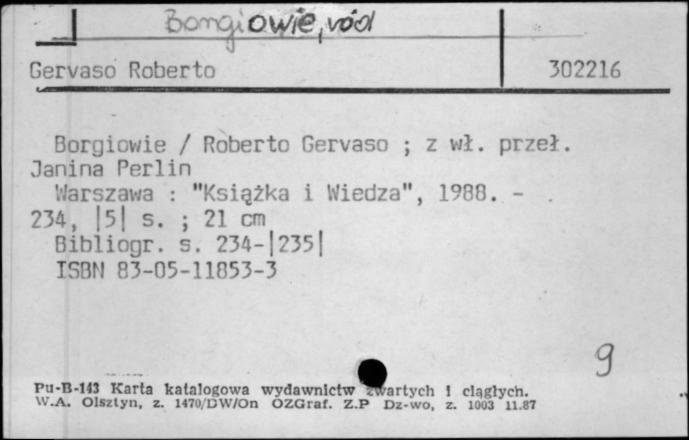 Borgiowie, ród
Gervaso Roberto 302216
Borgiowie / Roberto Gervaso ; z wł. przeł.
Janina Perlin
Warszawa : "Książka i Wiedza", 1988. -
234, |5| s. ; 21 cm
Bibliogr. s. 234-|235|
ISBN 83-05-11853-3
9
Pu-B-143 Karta katalogowa wydawnictw zwartych i ciągłych.
W.A. Olsztyn, z. 1470/DW/On OZGraf. Z.P Dz-wo, z. 1003 11.87